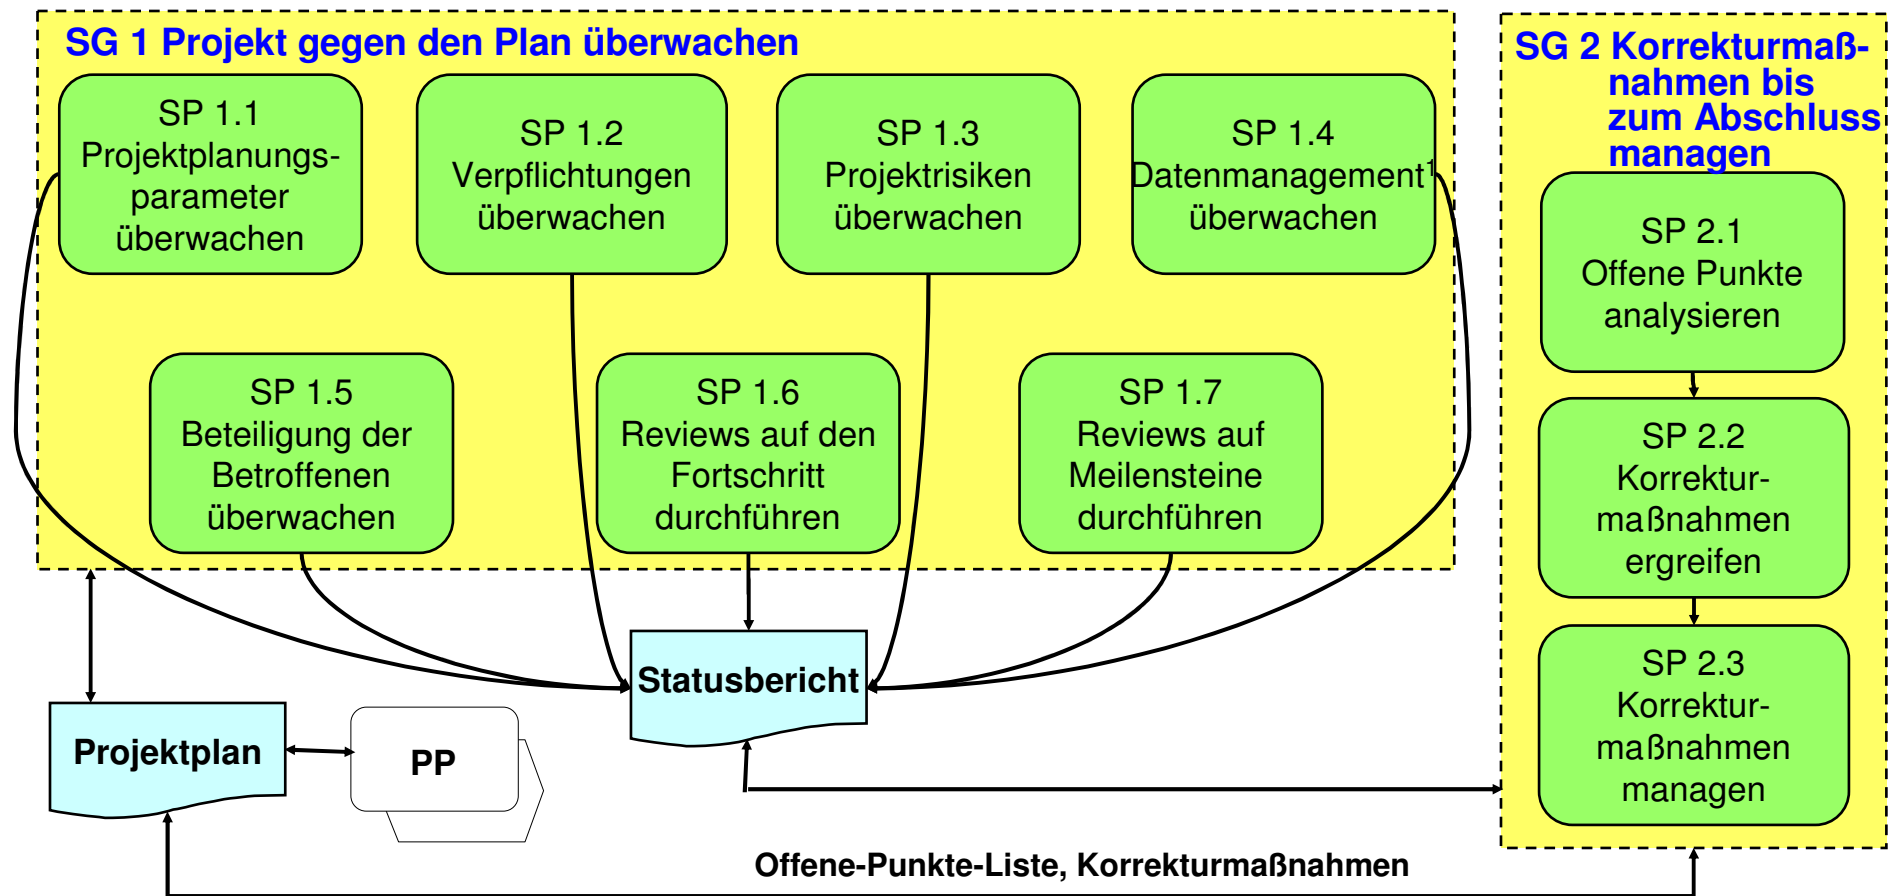 SG 1 Projekt gegen den Plan überwachen
SP 1.1
Projektplanungs-
parameter
überwachen
SP 1.2
Verpflichtungen
überwachen
SP 1.3
Projektrisiken
überwachen
SP 1.4
Datenmanagement¹
überwachen
SP 1.5
Beteiligung der
Betroffenen
überwachen
SP 1.6
Reviews auf den
Fortschritt
durchführen
SP 1.7
Reviews auf
Meilensteine
durchführen
SG 2 Korrekturmaß-
nahmen bis
zum Abschluss
managen
SP 2.1
Offene Punkte
analysieren
SP 2.2
Korrektur-
maßnahmen
ergreifen
SP 2.3
Korrektur-
maßnahmen
managen
Statusbericht
Projektplan
PP
Offene-Punkte-Liste, Korrekturmaßnahmen